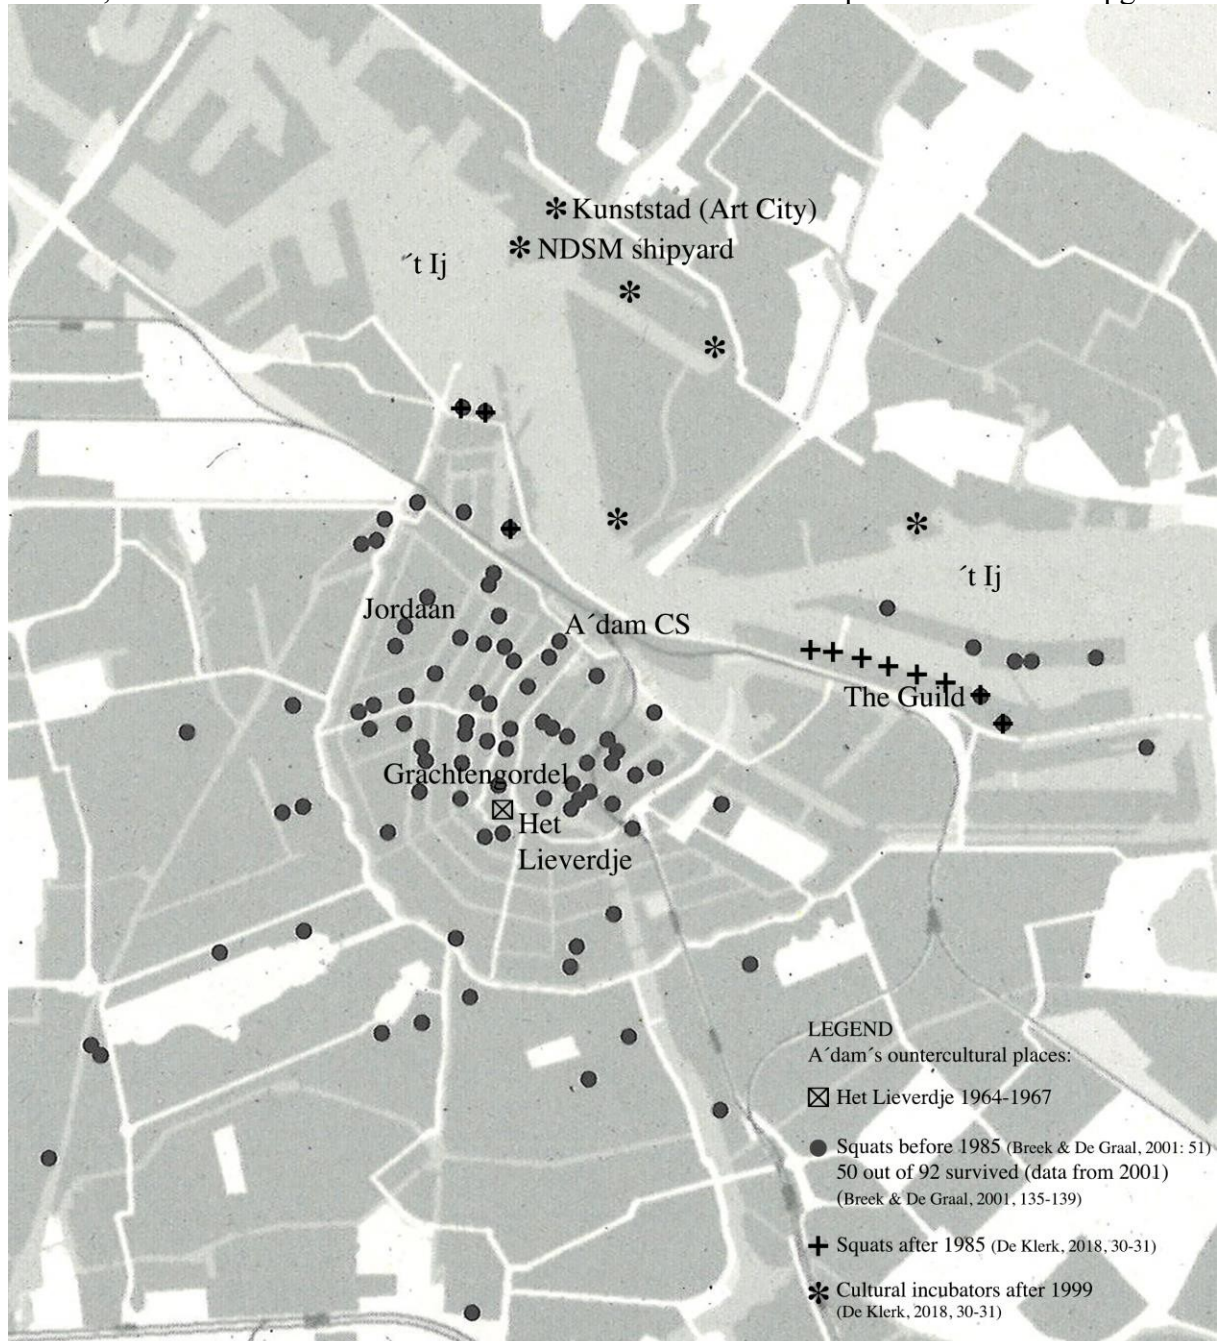 Kunststad (Art City)
NDSM shipyard
´t Ij
´t Ij
Jordaan
A´dam CS
The Guild
Grachtengordel
Het
Lieverdje
LEGEND
A´dam´s ountercultural places:
Het Lieverdje 1964-1967
Squats before 1985 (Breek & De Graal, 2001: 51)
50 out of 92 survived (data from 2001)
(Breek & De Graal, 2001, 135-139)
Squats after 1985 (De Klerk, 2018, 30-31)
Cultural incubators after 1999
(De Klerk, 2018, 30-31)